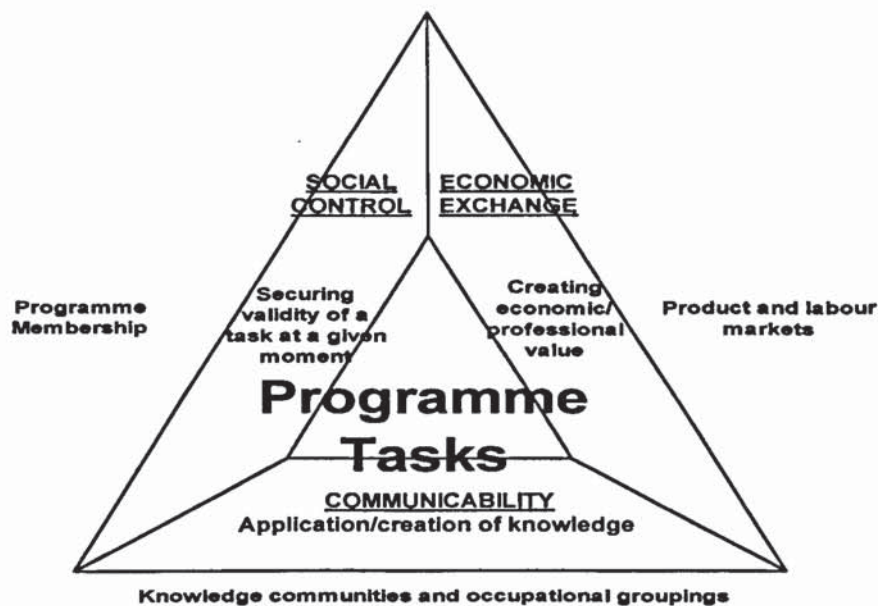 SOCIAL
CONTROL
ECONOMIC
EXCHANGE
Programme
Membership
Securing
validity of a
task at a given
moment
Creating
economic/
professional
value
Product and labour
markets
Programme
Tasks
COMMUNICABILITY
Application/creation of knowledge
Knowledge communities and occupational groupings